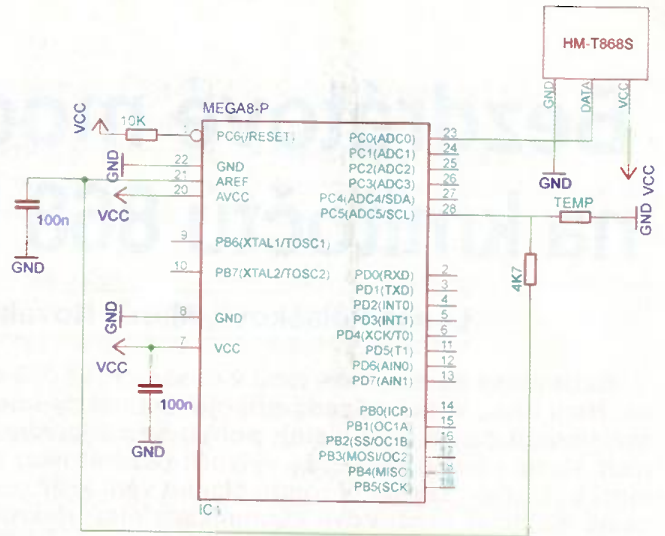 HM-T868S
GND
DATA
VCC
MEGA8-P
10K
VCC
1
PC6(/RESET)
GND
22
GND
21
AREF
20
AVCC
VCC
100n
GND
9
PB6(XTAL1/TOSC1)
10
PB7(XTAL2/TOSC2)
GND
8
GND
7
VCC
VCC
100n
GND
IC1
PC0(ADC0)
23
PC1(ADC1)
24
PC2(ADC2)
25
PC3(ADC3)
26
PC4(ADC4/SDA)
27
PC5(ADC5/SCL)
28
PD0(RXD)
2
PD1(TXD)
3
PD2(INT0)
4
PD3(INT1)
5
PD4(XCK/T0)
6
PD5(T1)
11
PD6(AIN0)
12
PD7(AIN1)
13
PB0(ICP)
14
PB1(OC1A)
15
PB2(SS/OC1B)
16
PB3(MOSI/OC2)
17
PB4(MISO)
18
PB5(SCK)
19
GND
VCC
TEMP
GND
4K7